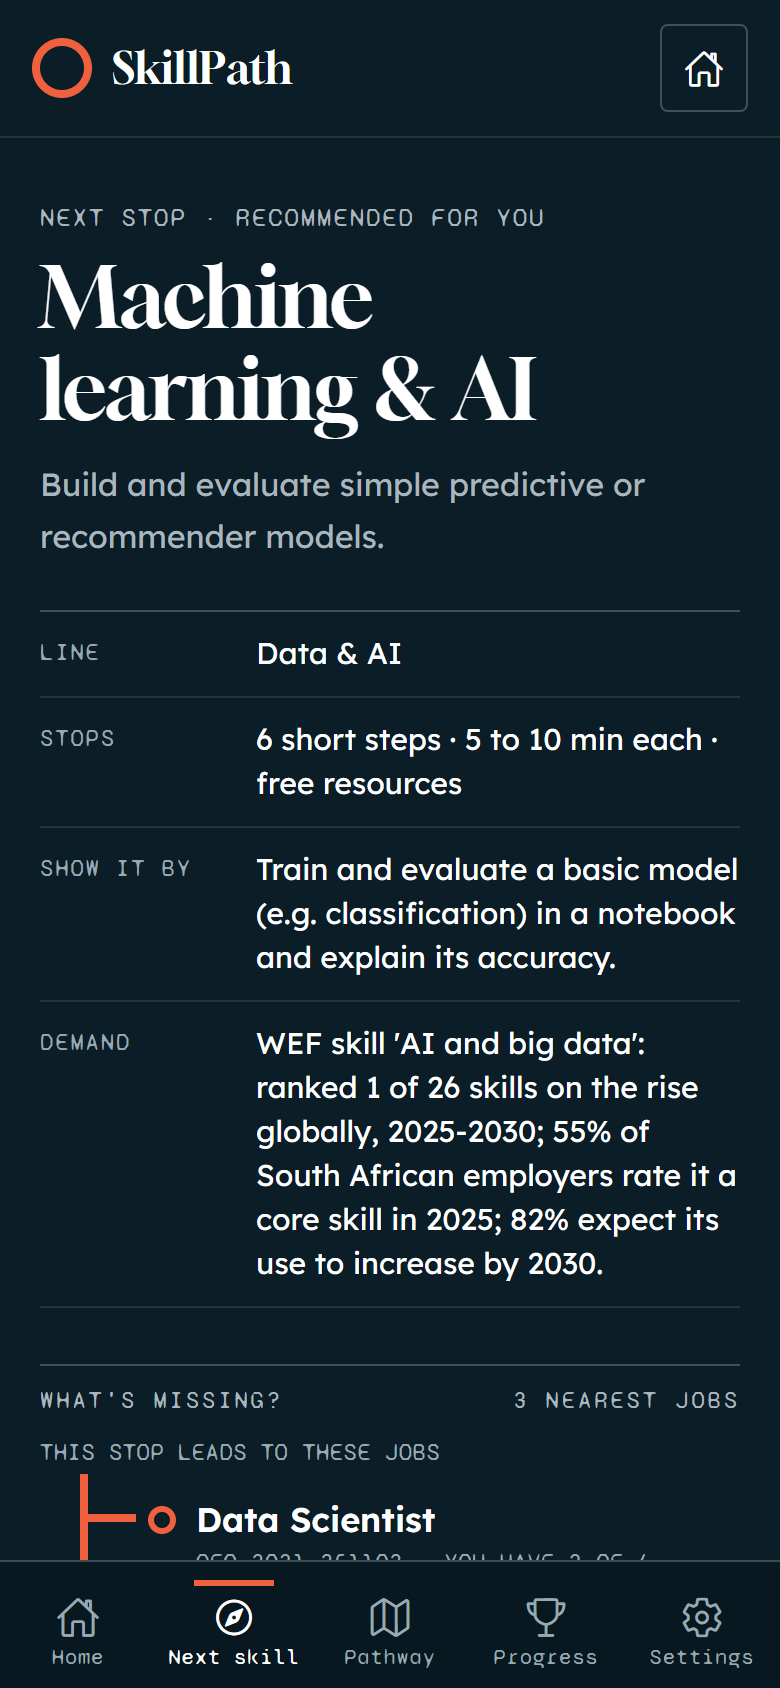 SkillPath
NEXT STOP · RECOMMENDED FOR YOU
Machine
learning & AI
Build and evaluate simple predictive or
recommender models.
LINE
Data & AI
STOPS
6 short steps · 5 to 10 min each ·
free resources
SHOW IT BY
Train and evaluate a basic model
(e.g. classification) in a notebook
and explain its accuracy.
DEMAND
WEF skill 'AI and big data':
ranked 1 of 26 skills on the rise
globally, 2025-2030; 55% of
South African employers rate it a
core skill in 2025; 82% expect its
use to increase by 2030.
WHAT'S MISSING?
3 NEAREST JOBS
THIS STOP LEADS TO THESE JOBS
Data Scientist
Home
Next skill
Pathway
Progress
Settings